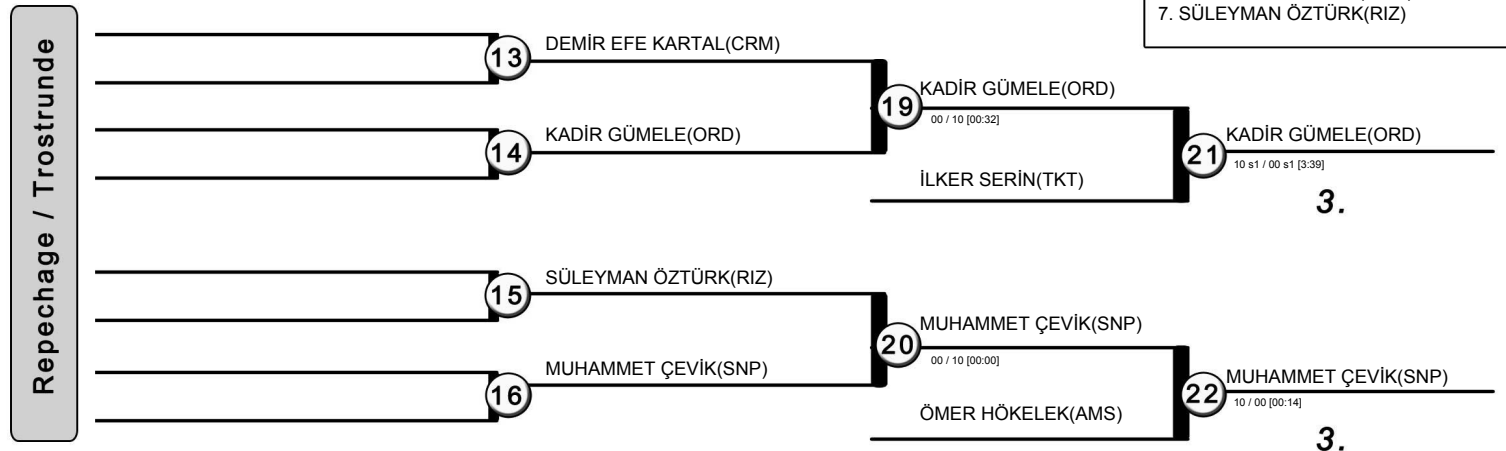 7. SÜLEYMAN ÖZTÜRK(RIZ)
Repechage / Trostrunde
13
DEMİR EFE KARTAL(CRM)
14
KADİR GÜMELE(ORD)
19
KADİR GÜMELE(ORD)
00 / 10 [00:32]
İLKER SERİN(TKT)
21
KADİR GÜMELE(ORD)
10 s1 / 00 s1 [3:39]
3.
15
SÜLEYMAN ÖZTÜRK(RIZ)
16
MUHAMMET ÇEVİK(SNP)
20
MUHAMMET ÇEVİK(SNP)
00 / 10 [00:00]
ÖMER HÖKELEK(AMS)
22
MUHAMMET ÇEVİK(SNP)
10 / 00 [00:14]
3.